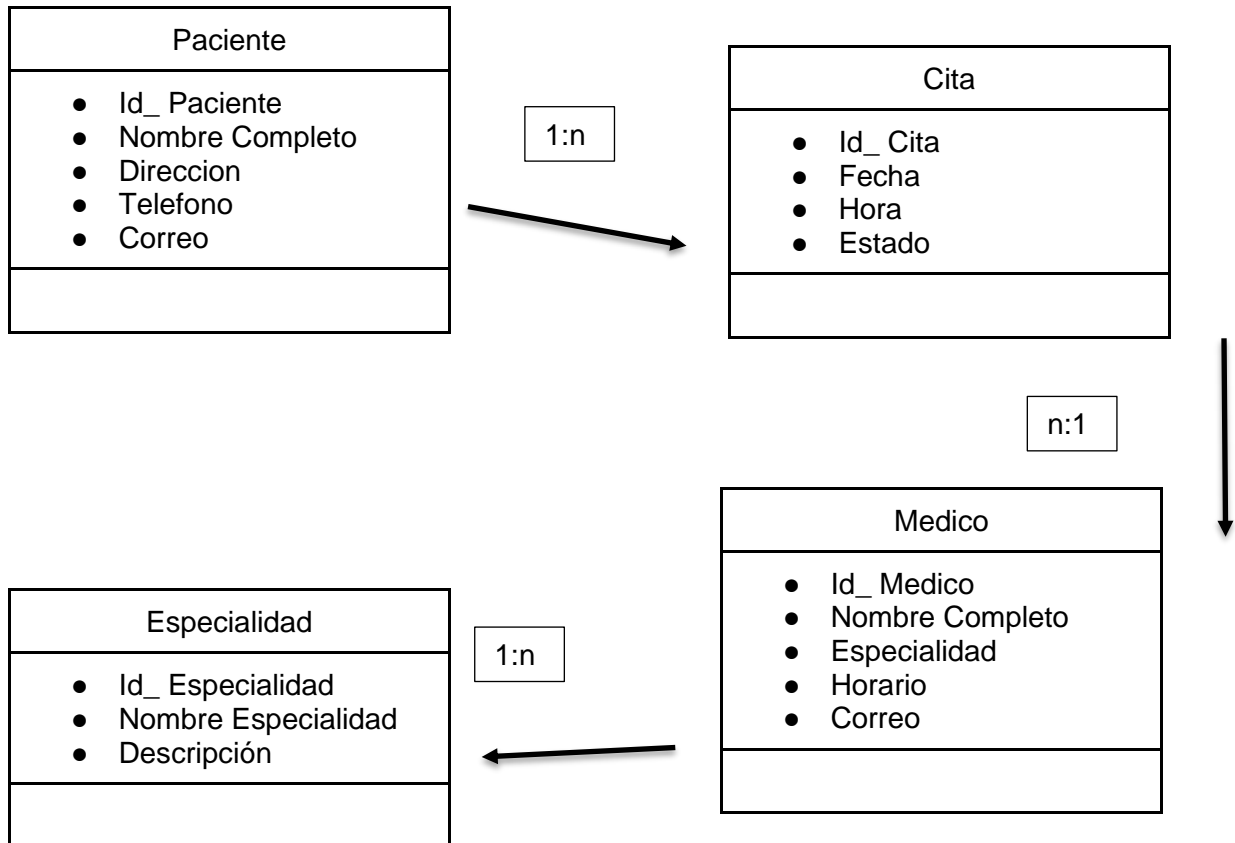 Paciente
● Id_ Paciente
● Nombre Completo
● Direccion
● Telefono
● Correo
1:n
Cita
● Id_ Cita
● Fecha
● Hora
● Estado
n:1
Medico
● Id_ Medico
● Nombre Completo
● Especialidad
● Horario
● Correo
1:n
Especialidad
● Id_ Especialidad
● Nombre Especialidad
● Descripción